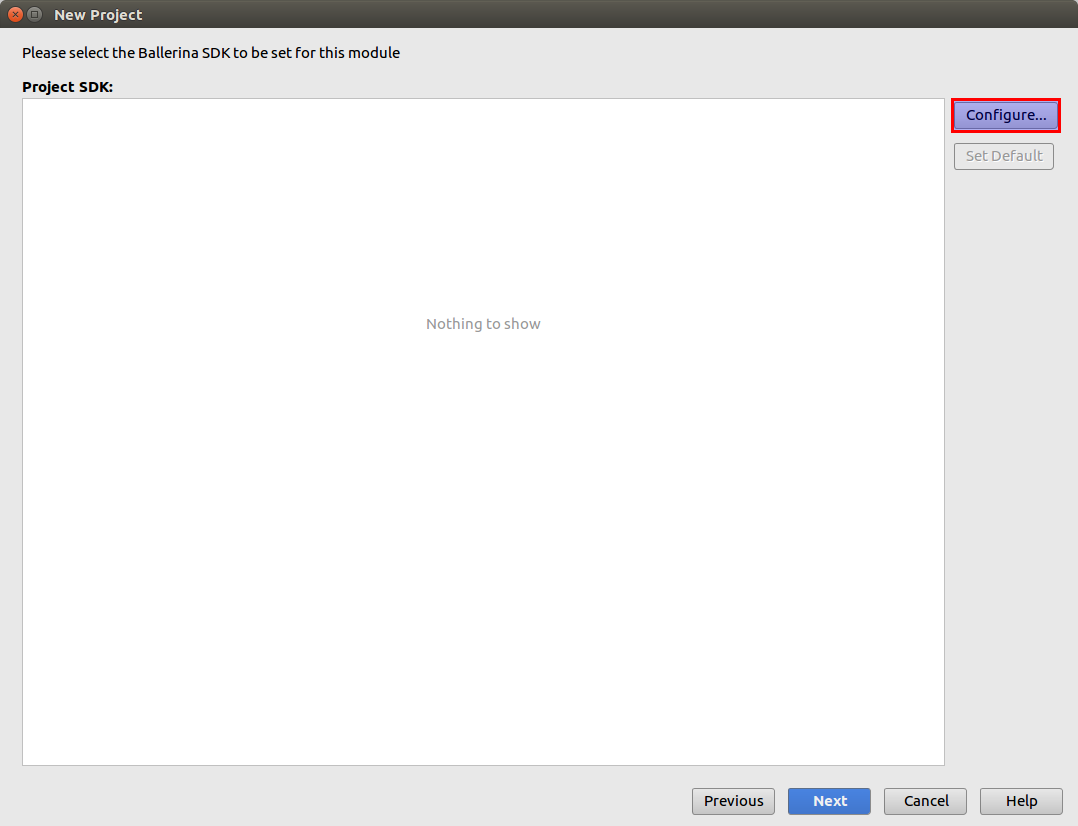 New Project
Please select the Ballerina SDK to be set for this module
Project SDK:
Configure...
Set Default
Nothing to show
Previous
Next
Cancel
Help